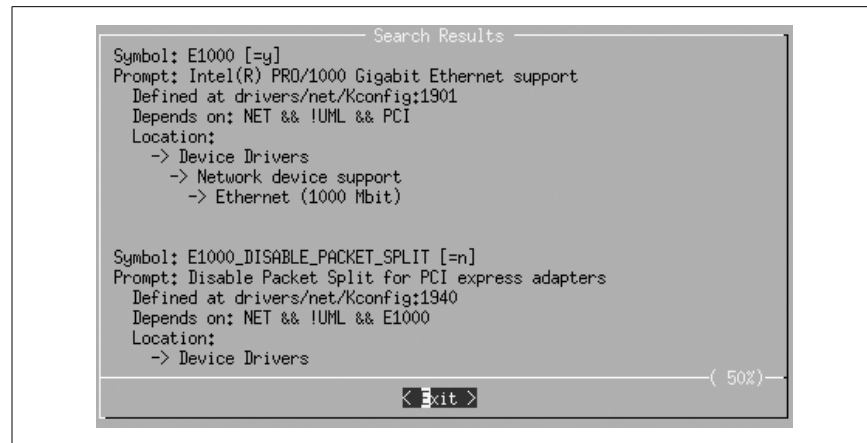 Search Results
Symbol: E1000 [=y]
Prompt: Intel(R) PRO/1000 Gigabit Ethernet support
Defined at drivers/net/Kconfig:1901
Depends on: NET && !UML && PCI
Location:
-> Device Drivers
-> Network device support
-> Ethernet (1000 Mbit)
Symbol: E1000_DISABLE_PACKET_SPLIT [=n]
Prompt: Disable Packet Split for PCI express adapters
Defined at drivers/net/Kconfig:1940
Depends on: NET && !UML && E1000
Location:
-> Device Drivers
( 50%)
< Exit >